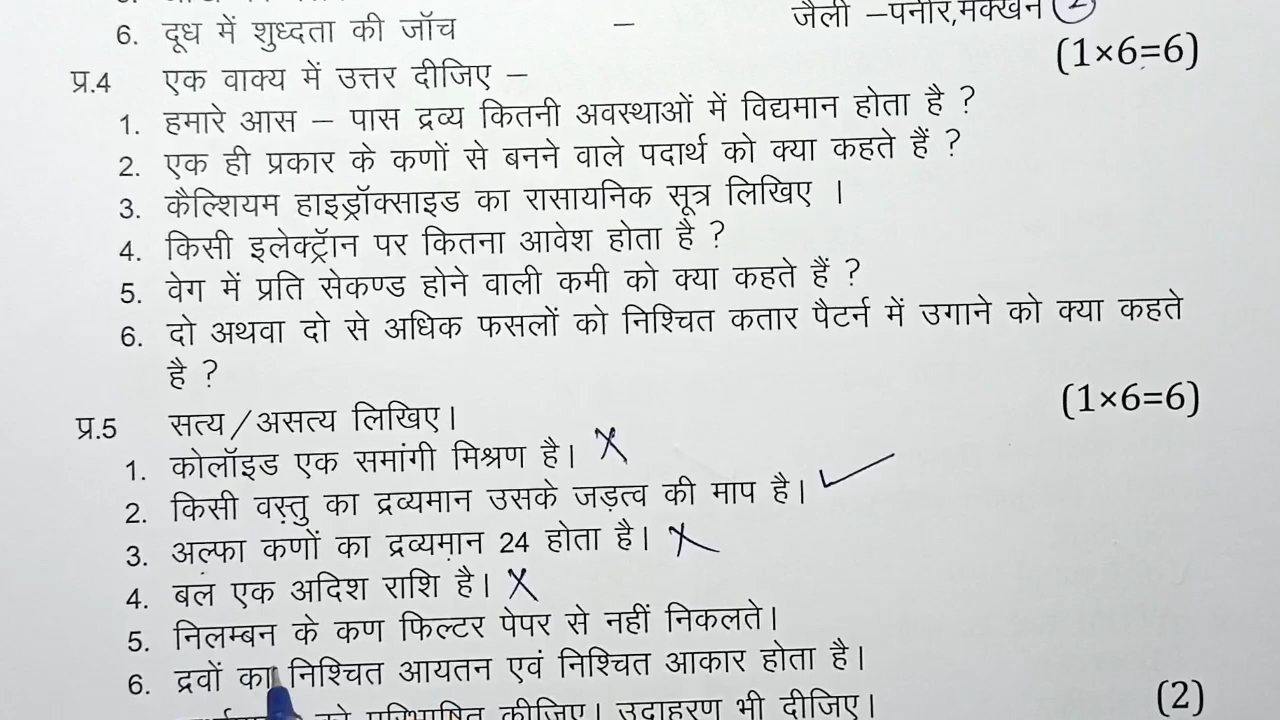 6. दूध में शुध्दता की जॉच – जैली –पनीर,मक्खन
(1×6=6)
प्र.4 एक वाक्य में उत्तर दीजिए –
1. हमारे आस – पास द्रव्य कितनी अवस्थाओं में विद्यमान होता है ?
2. एक ही प्रकार के कणों से बनने वाले पदार्थ को क्या कहते हैं ?
3. कैल्शियम हाइड्रॉक्साइड का रासायनिक सूत्र लिखिए ।
4. किसी इलेक्ट्रॅान पर कितना आवेश होता है ?
5. वेग में प्रति सेकण्ड होने वाली कमी को क्या कहते हैं ?
6. दो अथवा दो से अधिक फसलों को निश्चित कतार पैटर्न में उगाने को क्या कहते
है ?
(1×6=6)
प्र.5 सत्य/असत्य लिखिए।
1. कोलॉइड एक समांगी मिश्रण है। X
2. किसी वस्तु का द्रव्यमान उसके जड़त्व की माप है। ✓
3. अल्फा कणों का द्रव्यमान 24 होता है। X
4. बल एक अदिश राशि है। X
5. निलम्बन के कण फिल्टर पेपर से नहीं निकलते।
6. द्रवों का निश्चित आयतन एवं निश्चित आकार होता है।
को परिभाषित कीजिए। उदाहरण भी दीजिए। (2)